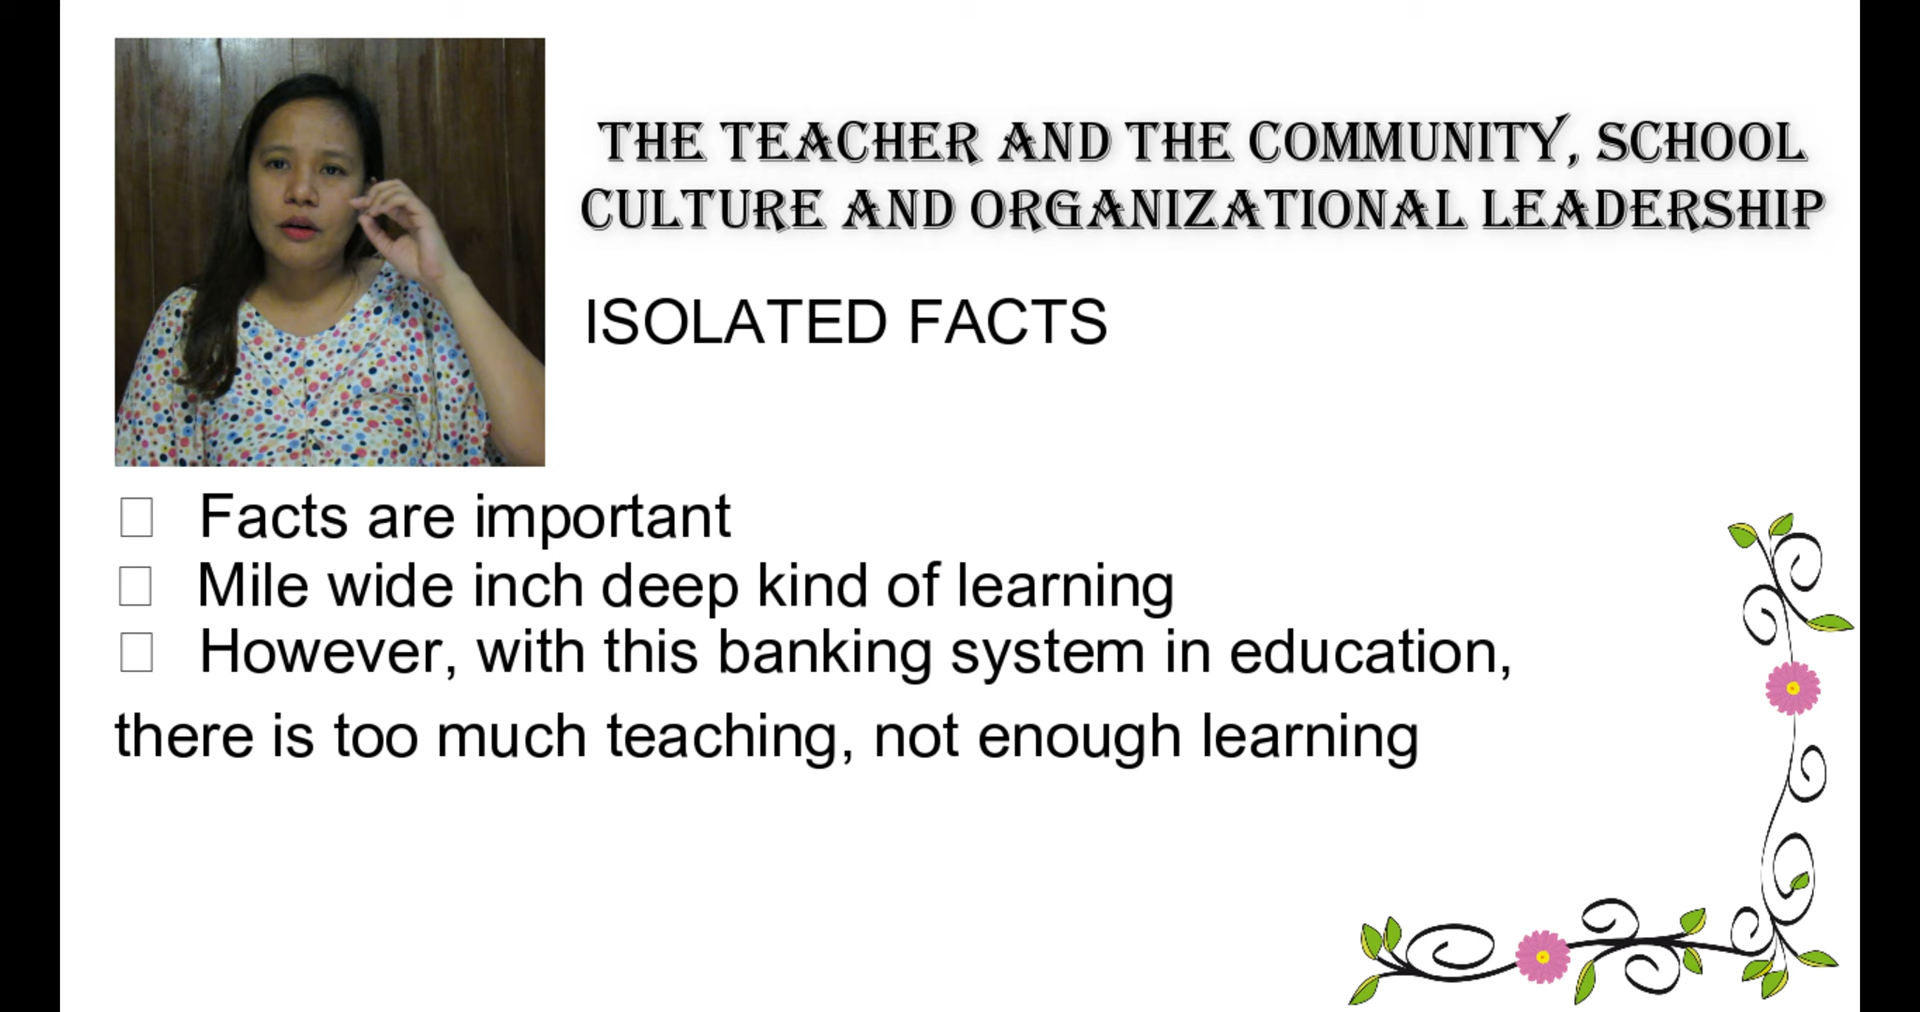 THE TEACHER AND THE COMMUNITY, SCHOOL
CULTURE AND ORGANIZATIONAL LEADERSHIP
ISOLATED FACTS
Facts are important
Mile wide inch deep kind of learning
However, with this banking system in education,
there is too much teaching, not enough learning